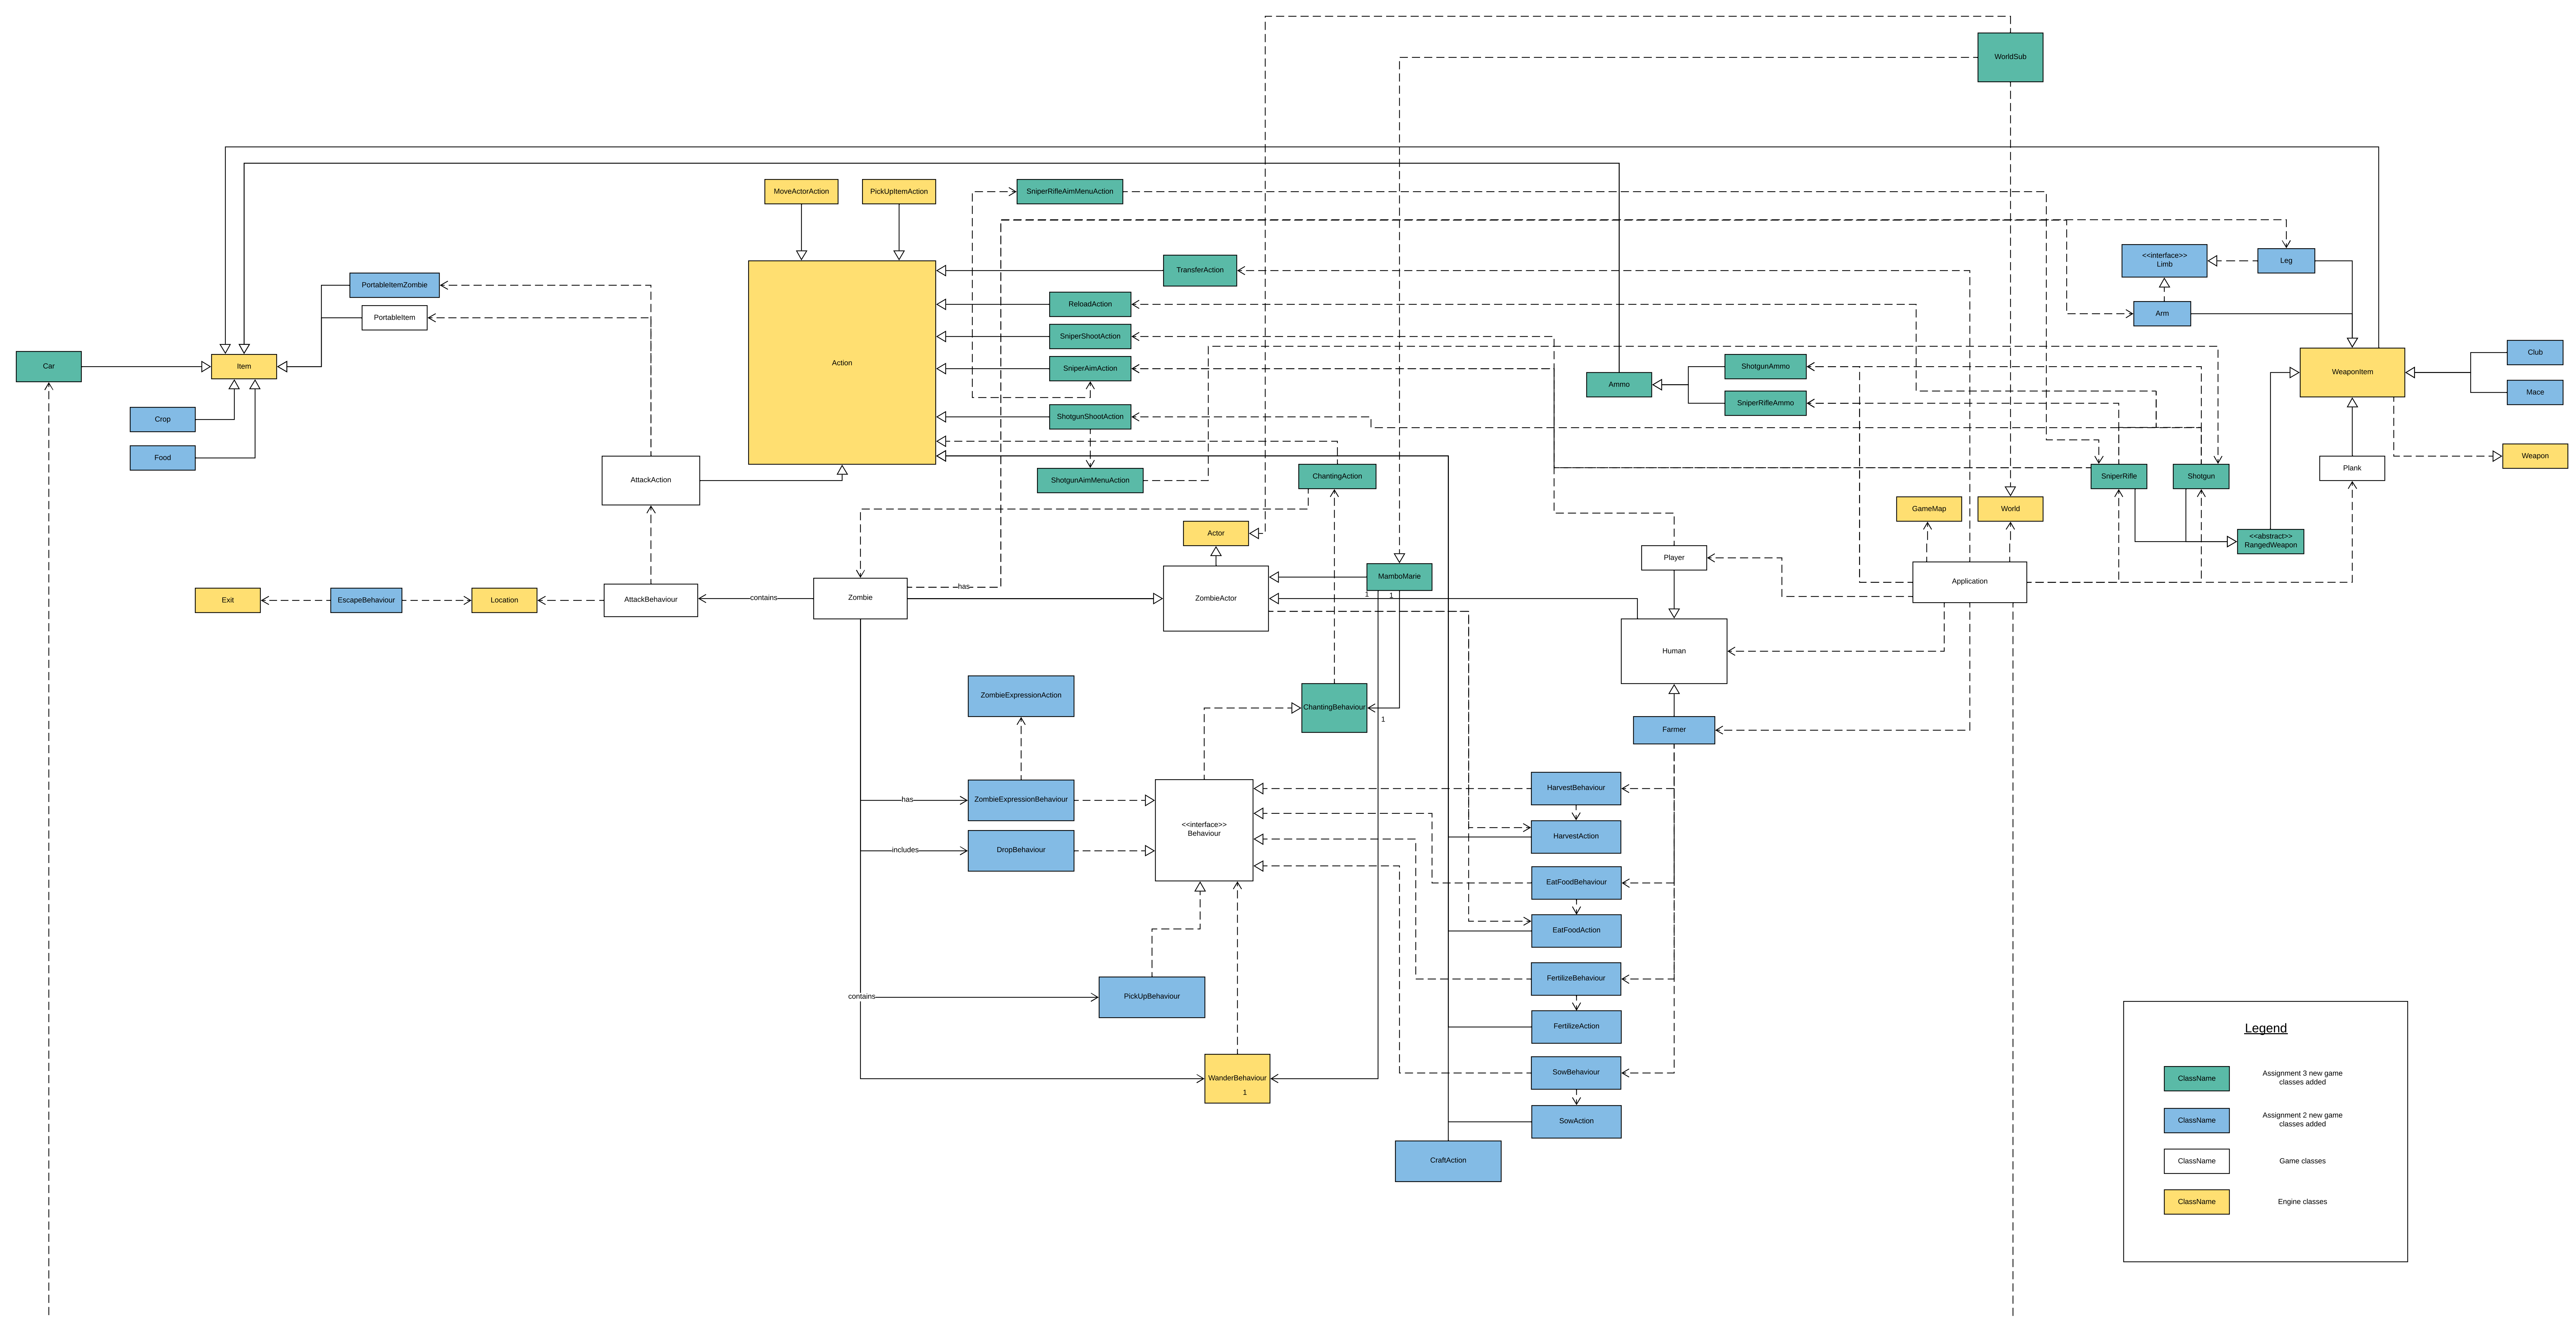 WorldSub
MoveActorAction
PickUpItemAction
SniperRifleAimMenuAction
<<interface>>
Limb
Leg
TransferAction
PortableItemZombie
ReloadAction
Arm
PortableItem
SniperShootAction
Action
Car
Item
SniperAimAction
ShotgunAmmo
Ammo
WeaponItem
Club
Mace
SniperRifleAmmo
Crop
ShotgunShootAction
Food
Weapon
AttackAction
ShotgunAimMenuAction
ChantingAction
SniperRifle
Shotgun
Plank
GameMap
World
Actor
<<abstract>>
RangedWeapon
Player
MamboMarie
Application
has
1
1
Exit
EscapeBehaviour
Location
AttackBehaviour
contains
Zombie
ZombieActor
Human
ZombieExpressionAction
ChantingBehaviour
1
Farmer
HarvestBehaviour
has
ZombieExpressionBehaviour
<<interface>>
Behaviour
HarvestAction
includes
DropBehaviour
EatFoodBehaviour
EatFoodAction
FertilizeBehaviour
contains
PickUpBehaviour
FertilizeAction
WanderBehaviour
1
SowBehaviour
SowAction
CraftAction
Legend
ClassName
Assignment 3 new game
classes added
ClassName
Assignment 2 new game
classes added
ClassName
Game classes
ClassName
Engine classes